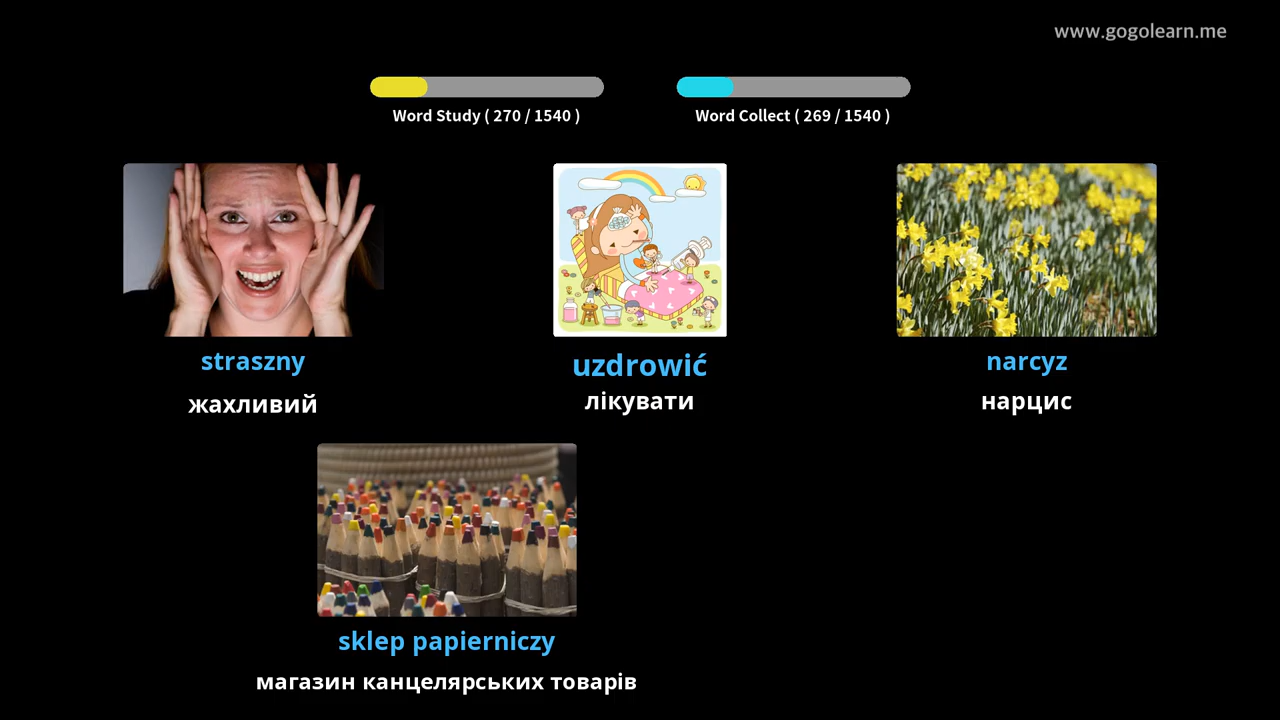 www.gogolearn.me
Word Study ( 270 / 1540 )
Word Collect ( 269 / 1540 )
straszny
жахливий
uzdrowić
лікувати
narcyz
нарцис
sklep papierniczy
магазин канцелярських товарів